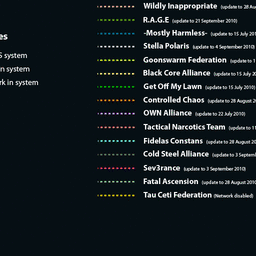 Wildly Inappropriate (update to 28 Au
R.A.G.E (update to 21 September 2010)
-Mostly Harmless- (update to 15 July 201
es
Stella Polaris (update to 4 September 2010)
S system
Goonswarm Federation (update to 1
n system
Black Core Alliance (update to 15 July 20
rk in system
Get Off My Lawn (update to 15 July 2010)
Controlled Chaos (update to 28 August 20
OWN Alliance (update to 22 July 2010)
Tactical Narcotics Team (update to 11
Fidelas Constans (update to 28 August 20
Cold Steel Alliance (update to 3 Septem
Sev3rance (update to 3 September 2010)
Fatal Ascension (update to 28 August 2010
Tau Ceti Federation (Network disabled)